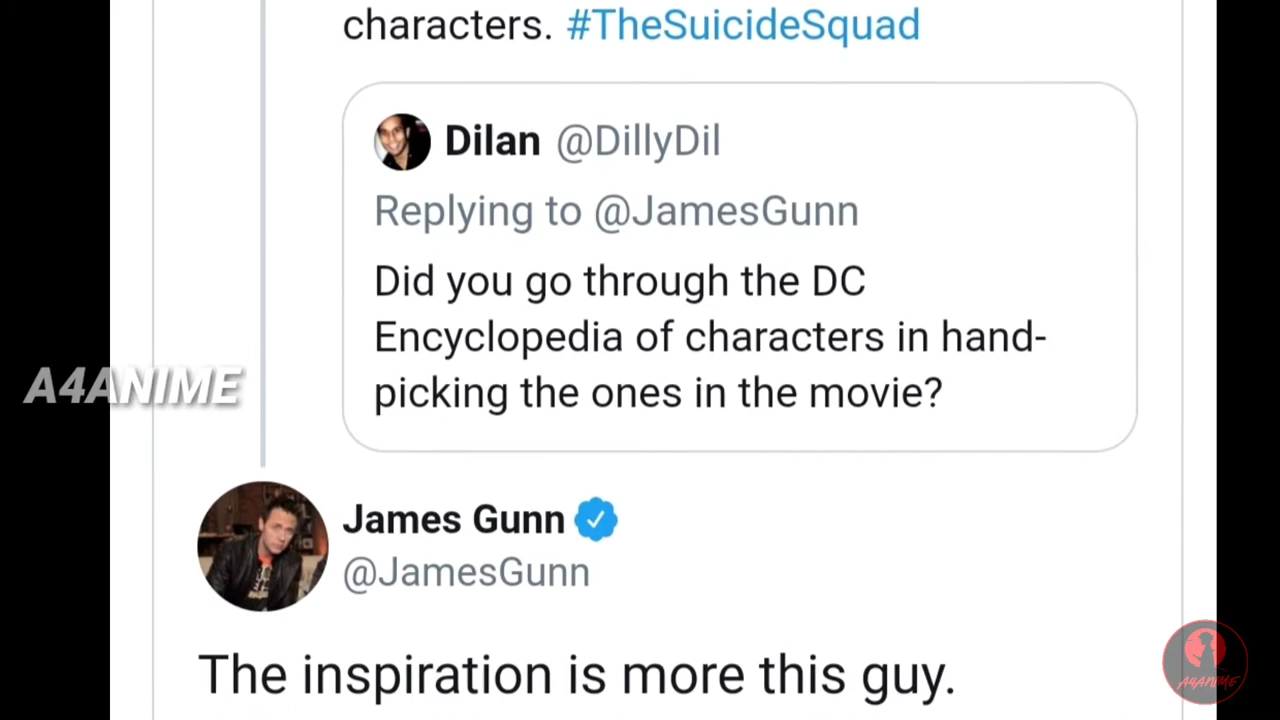 characters. #TheSuicideSquad
Dilan @DillyDil
Replying to @JamesGunn
Did you go through the DC
Encyclopedia of characters in hand-
picking the ones in the movie?
A4ANIME
James Gunn
@JamesGunn
The inspiration is more this guy.
A4ANIME